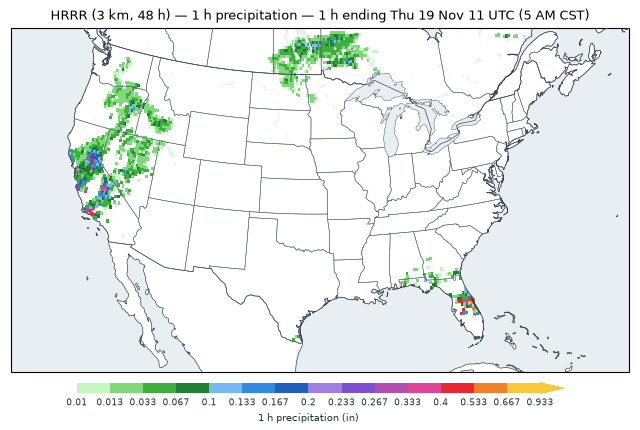 HRRR (3 km, 48 h) — 1 h precipitation — 1 h ending Thu 19 Nov 11 UTC (5 AM CST)
0.01 0.013 0.033 0.067 0.1 0.133 0.167 0.2 0.233 0.267 0.333 0.4 0.533 0.667 0.933
1 h precipitation (in)